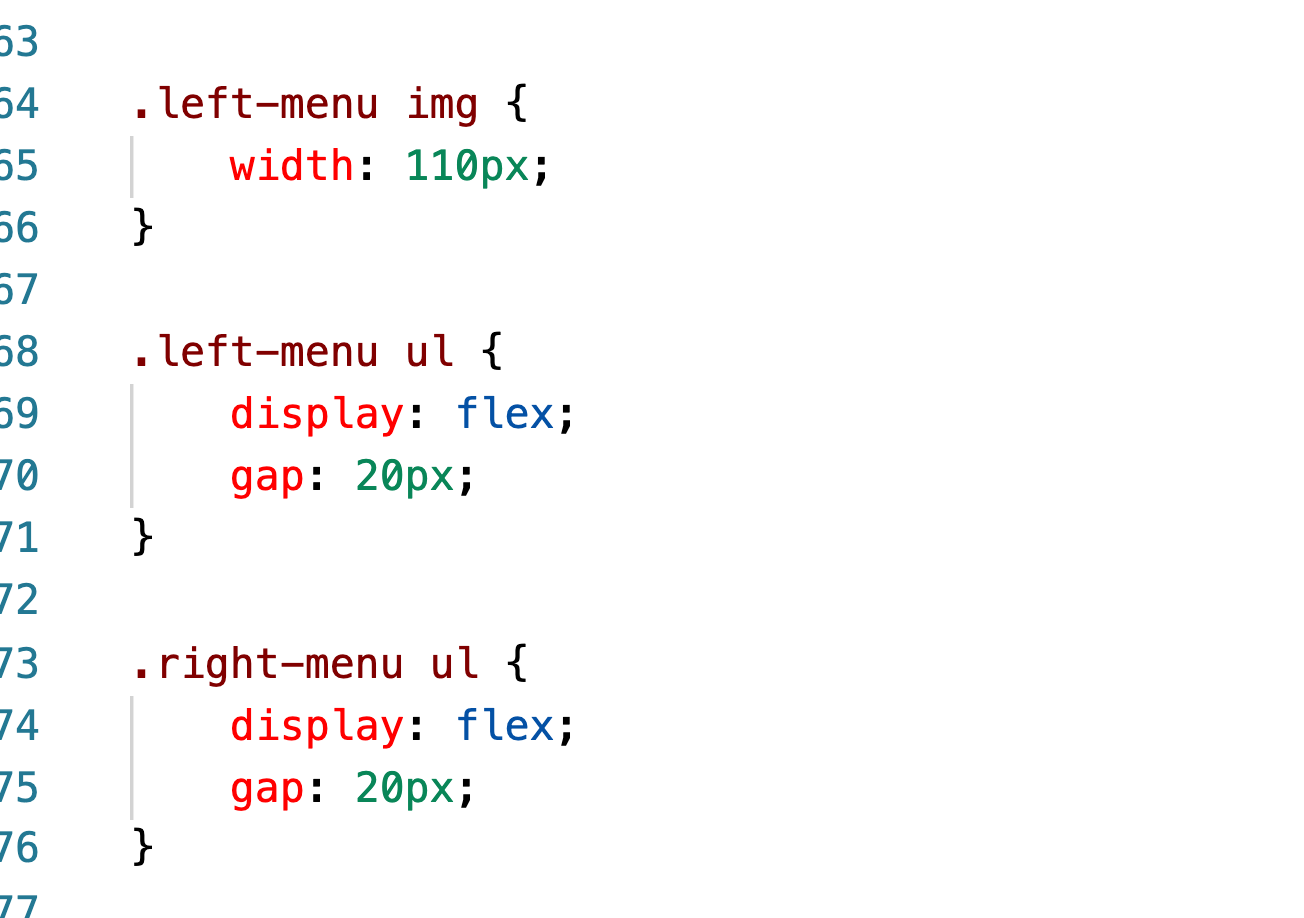 63
64 .left-menu img {
65 width: 110px;
66 }
67
68 .left-menu ul {
69 display: flex;
70 gap: 20px;
71 }
72
73 .right-menu ul {
74 display: flex;
75 gap: 20px;
76 }
77